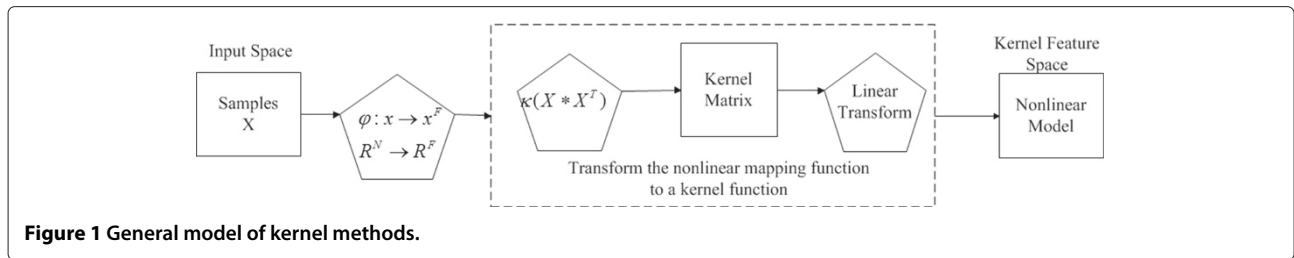 Input Space
Samples
X
φ: x → x^F
R^N → R^F
κ(X * X^T)
Kernel
Matrix
Linear
Transform
Transform the nonlinear mapping function
to a kernel function
Kernel Feature
Space
Nonlinear
Model
Figure 1 General model of kernel methods.